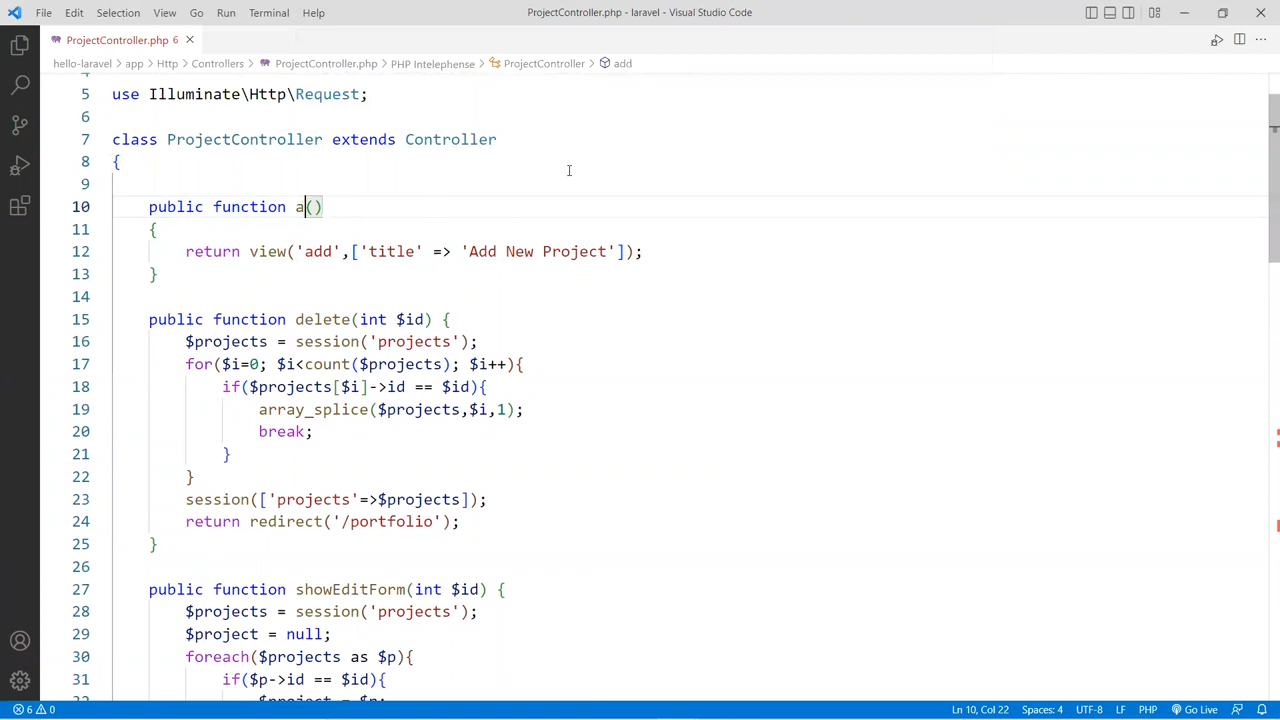 File Edit Selection View Go Run Terminal Help ProjectController.php - laravel - Visual Studio Code
ProjectController.php 6
hello-laravel app Http Controllers ProjectController.php PHP Intelephense ProjectController add
5 use Illuminate\Http\Request;
6
7 class ProjectController extends Controller
8 {
9
10 public function a()
11 {
12 return view('add',['title' => 'Add New Project']);
13 }
14
15 public function delete(int $id) {
16 $projects = session('projects');
17 for($i=0; $i<count($projects); $i++){
18 if($projects[$i]->id == $id){
19 array_splice($projects,$i,1);
20 break;
21 }
22 }
23 session(['projects'=>$projects]);
24 return redirect('/portfolio');
25 }
26
27 public function showEditForm(int $id) {
28 $projects = session('projects');
29 $project = null;
30 foreach($projects as $p){
31 if($p->id == $id){
6 0 Ln 10, Col 22 Spaces: 4 UTF-8 LF PHP Go Live